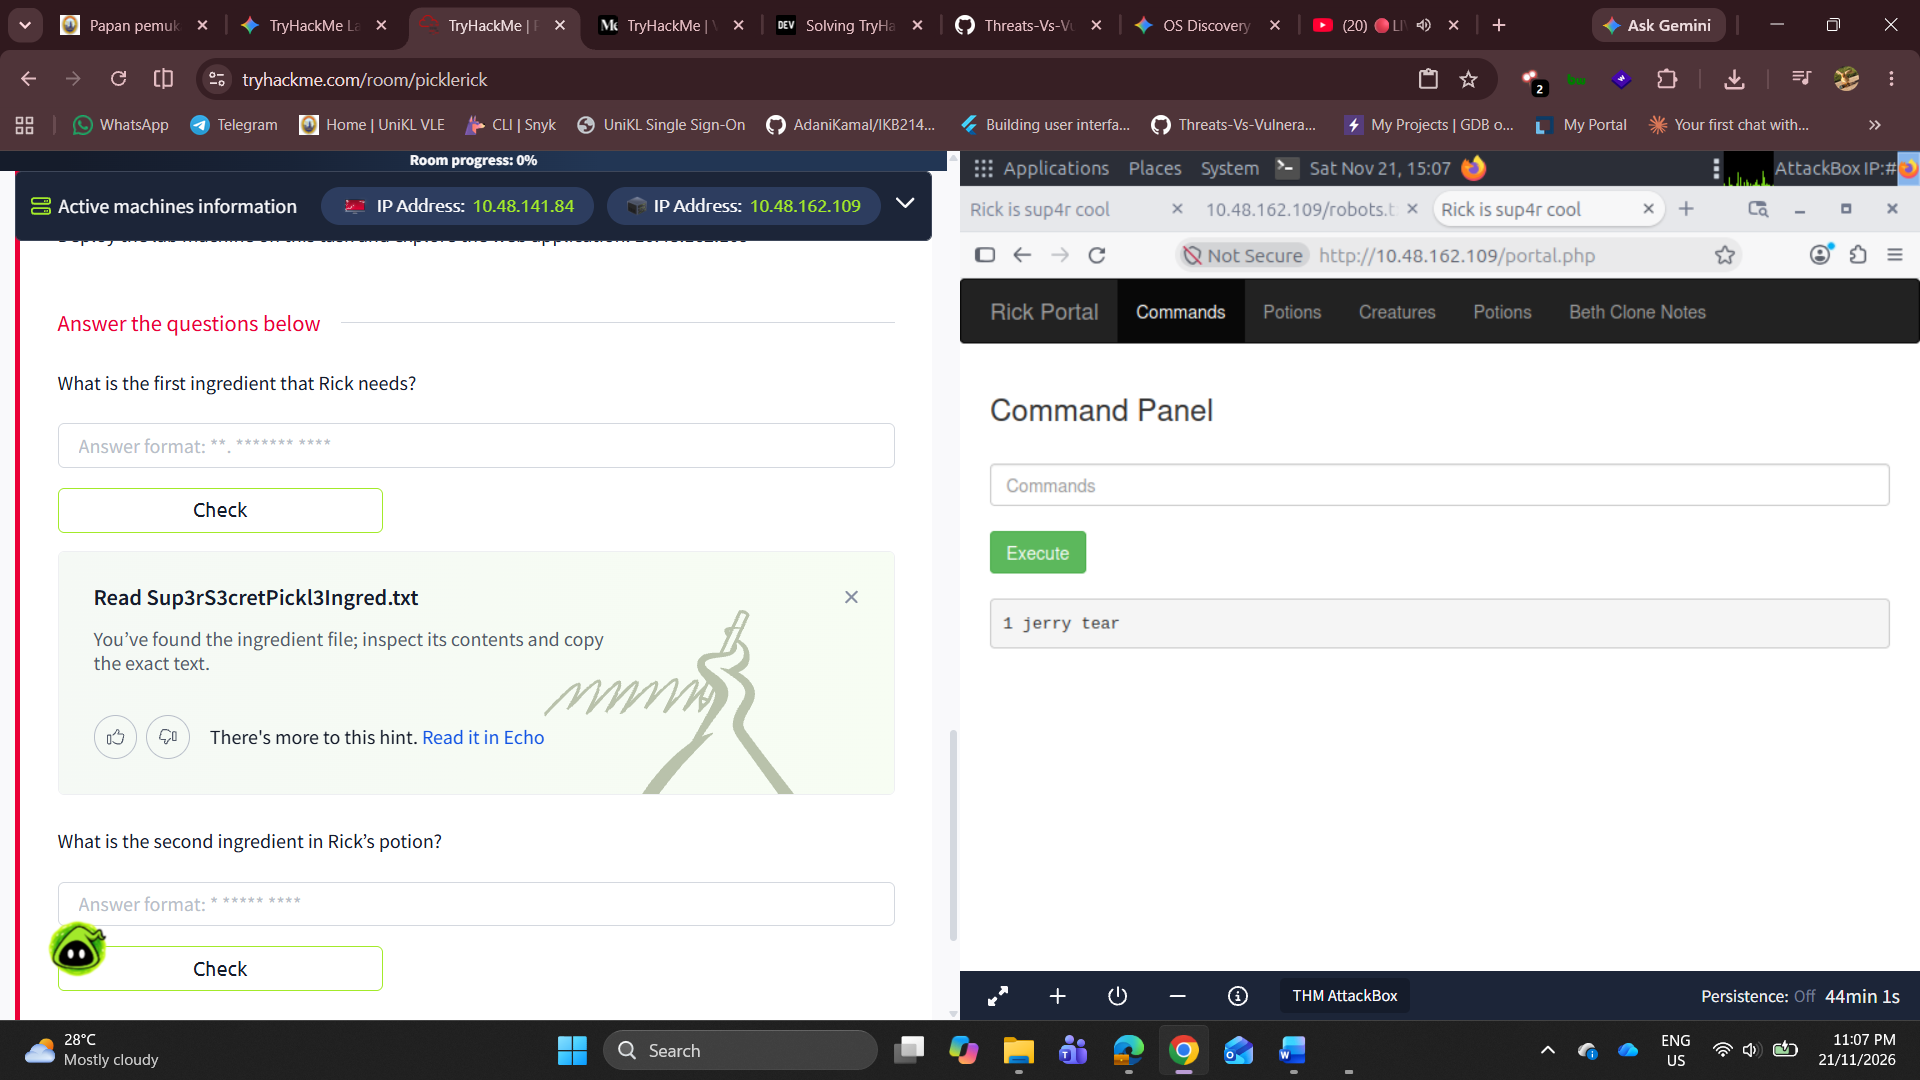 Papan pemuk
TryHackMe La
TryHackMe | P
TryHackMe | V
Solving TryHa
Threats-Vs-Vu
OS Discovery
(20) LIV
Ask Gemini
tryhackme.com/room/picklerick
2
WhatsApp
Telegram
Home | UniKL VLE
CLI | Snyk
UniKL Single Sign-On
AdaniKamal/IKB214...
Building user interfa...
Threats-Vs-Vulnera...
My Projects | GDB o...
My Portal
Your first chat with...
Room progress: 0%
Active machines information
IP Address: 10.48.141.84
IP Address: 10.48.162.109
Answer the questions below
What is the first ingredient that Rick needs?
Answer format: **. ******* ****
Check
Read Sup3rS3cretPickl3Ingred.txt
You’ve found the ingredient file; inspect its contents and copy
the exact text.
There's more to this hint. Read it in Echo
What is the second ingredient in Rick’s potion?
Answer format: * ***** ****
Check
Applications Places System Sat Nov 21, 15:07 AttackBox IP:#
Rick is sup4r cool
10.48.162.109/robots.t
Rick is sup4r cool
Not Secure http://10.48.162.109/portal.php
Rick Portal Commands Potions Creatures Potions Beth Clone Notes
Command Panel
Commands
Execute
1 jerry tear
THM AttackBox
Persistence: Off 44min 1s
28°C
Mostly cloudy
Search
ENG
US
11:07 PM
21/11/2026